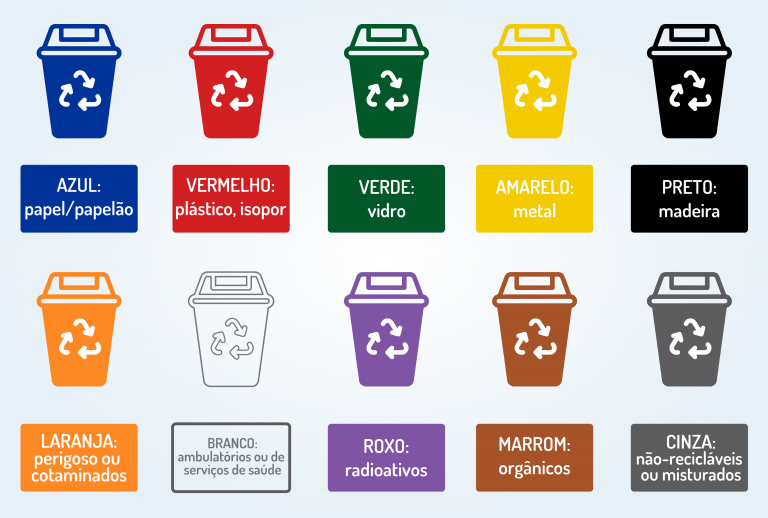 AZUL:
papel/papelão
VERMELHO:
plástico, isopor
VERDE:
vidro
AMARELO:
metal
PRETO:
madeira
LARANJA:
perigoso ou
cotaminados
BRANCO:
ambulatórios ou de
serviços de saúde
ROXO:
radioativos
MARROM:
orgânicos
CINZA:
não-recicláveis
ou misturados